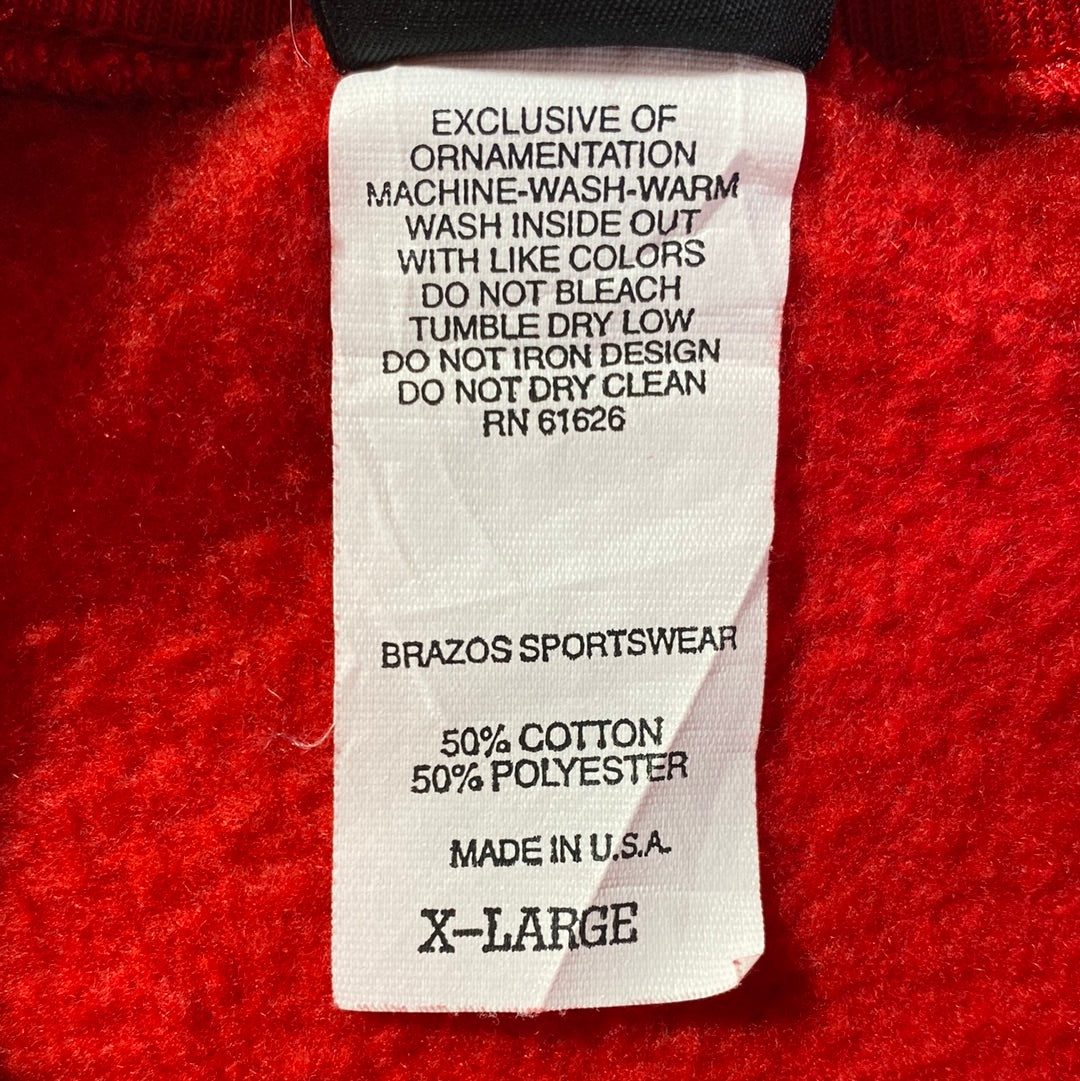 EXCLUSIVE OF
ORNAMENTATION
MACHINE-WASH-WARM
WASH INSIDE OUT
WITH LIKE COLORS
DO NOT BLEACH
TUMBLE DRY LOW
DO NOT IRON DESIGN
DO NOT DRY CLEAN
RN 61626
BRAZOS SPORTSWEAR
50% COTTON
50% POLYESTER
MADE IN U.S.A.
X-LARGE